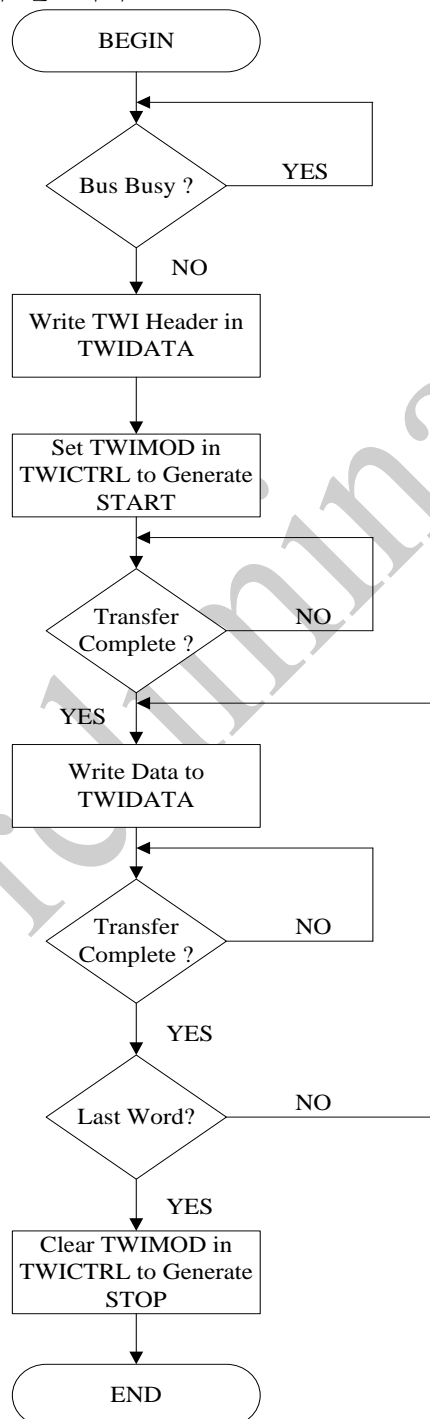 BEGIN
Bus Busy ?
YES
NO
Write TWI Header in
TWIDATA
Set TWIMOD in
TWICTRL to Generate
START
Transfer
Complete ?
NO
YES
Write Data to
TWIDATA
Transfer
Complete ?
NO
YES
Last Word?
NO
YES
Clear TWIMOD in
TWICTRL to Generate
STOP
END